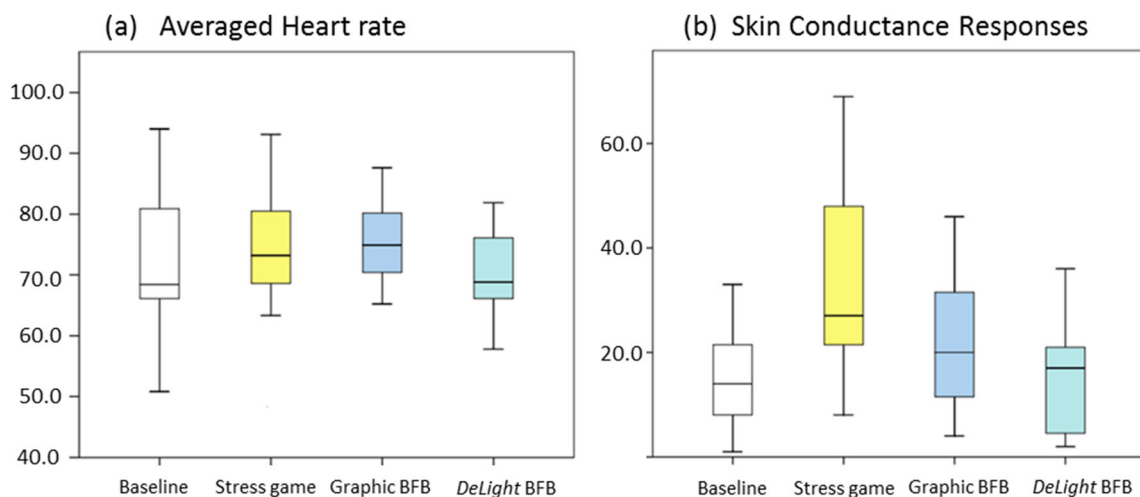 (a) Averaged Heart rate
100.0
90.0
80.0
70.0
60.0
50.0
40.0
Baseline Stress game Graphic BFB DeLight BFB
(b) Skin Conductance Responses
60.0
40.0
20.0
Baseline Stress game Graphic BFB DeLight BFB